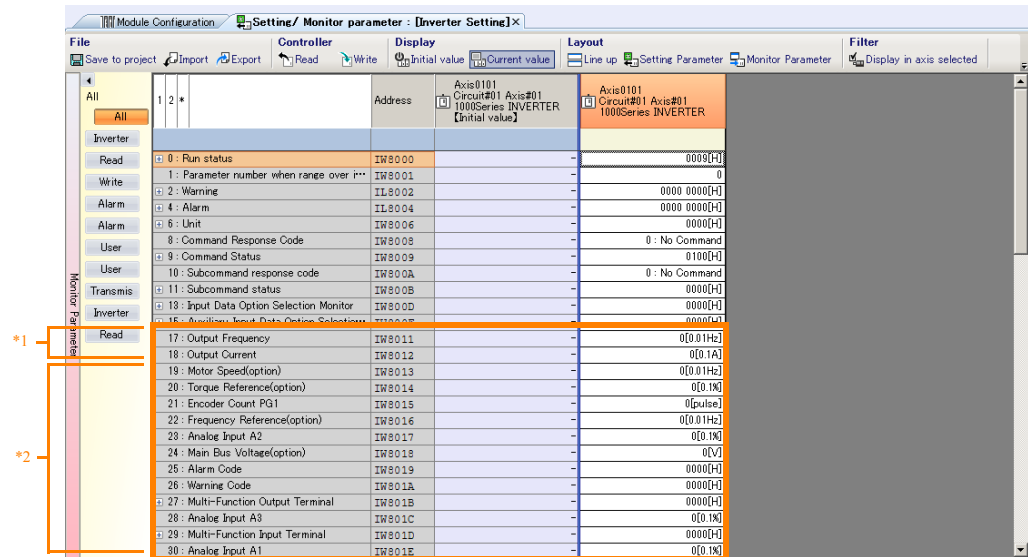 Module Configuration
Setting/ Monitor parameter : [Inverter Setting]×
File Controller Display Layout Filter
Save to project Import Export Read Write Initial value Current value Line up Setting Parameter Monitor Parameter Display in axis selected
All
All
Inverter
Read
Write
Alarm
Alarm
User
User
Transmis
Inverter
Read
Monitor Parameter
1 2 * Address
Axis0101
Circuit#01 Axis#01
1000Series INVERTER
【Initial value】
Axis0101
Circuit#01 Axis#01
1000Series INVERTER
0 : Run status IW8000 - 0009[H]
1 : Parameter number when range over i… IW8001 - 0
2 : Warning IL8002 - 0000 0000[H]
4 : Alarm IL8004 - 0000 0000[H]
6 : Unit IW8006 - 0000[H]
8 : Command Response Code IW8008 - 0 : No Command
9 : Command Status IW8009 - 0100[H]
10 : Subcommand response code IW800A - 0 : No Command
11 : Subcommand status IW800B - 0000[H]
13 : Input Data Option Selection Monitor IW800D - 0000[H]
15 : Auxiliary Input Data Option Selectio… IW800F - 0000[H]
*1
17 : Output Frequency IW8011 - 0[0.01Hz]
18 : Output Current IW8012 - 0[0.1A]
*2
19 : Motor Speed(option) IW8013 - 0[0.01Hz]
20 : Torque Reference(option) IW8014 - 0[0.1%]
21 : Encoder Count PG1 IW8015 - 0[pulse]
22 : Frequency Reference(option) IW8016 - 0[0.01Hz]
23 : Analog Input A2 IW8017 - 0[0.1%]
24 : Main Bus Voltage(option) IW8018 - 0[V]
25 : Alarm Code IW8019 - 0000[H]
26 : Warning Code IW801A - 0000[H]
27 : Multi-Function Output Terminal IW801B - 0000[H]
28 : Analog Input A3 IW801C - 0[0.1%]
29 : Multi-Function Input Terminal IW801D - 0000[H]
30 : Analog Input A1 IW801E - 0[0.1%]